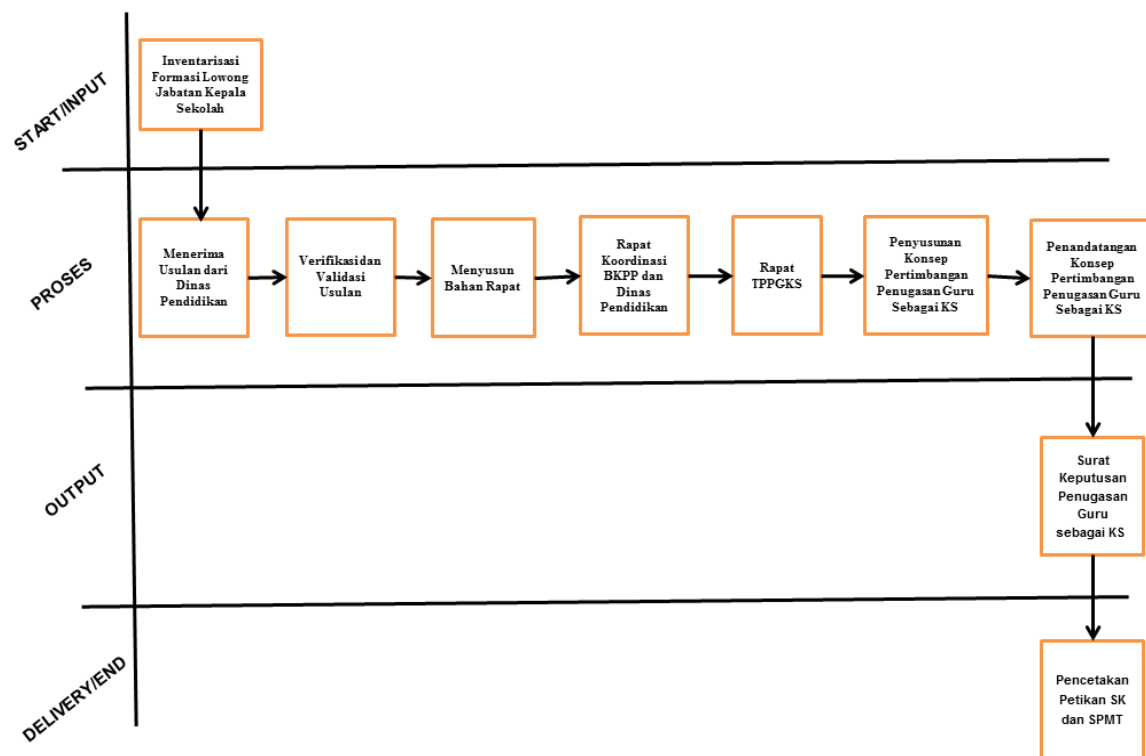 START/INPUT
Inventarisasi
Formasi Lowong
Jabatan Kepala
Sekolah
PROSES
Menerima
Usulan dari
Dinas
Pendidikan
Verifikasi dan
Validasi
Usulan
Menyusun
Bahan Rapat
Rapat
Koordinasi
BKPP dan
Dinas
Pendidikan
Rapat
TPPGKS
Penyusunan
Konsep
Pertimbangan
Penugasan Guru
Sebagai KS
Penandatangan
Konsep
Pertimbangan
Penugasan Guru
Sebagai KS
OUTPUT
Surat
Keputusan
Penugasan
Guru
sebagai KS
DELIVERY/END
Pencetakan
Petikan SK
dan SPMT